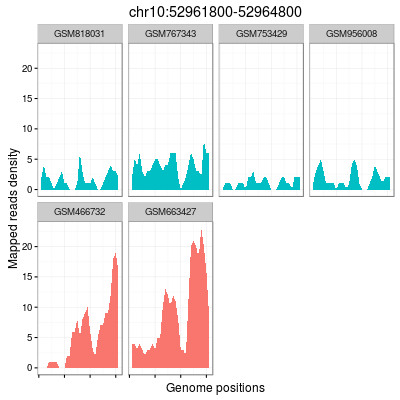 chr10:52961800-52964800
GSM818031 GSM767343 GSM753429 GSM956008
20
15
10
5
0
GSM466732 GSM663427
20
15
10
5
0
Mapped reads density
Genome positions